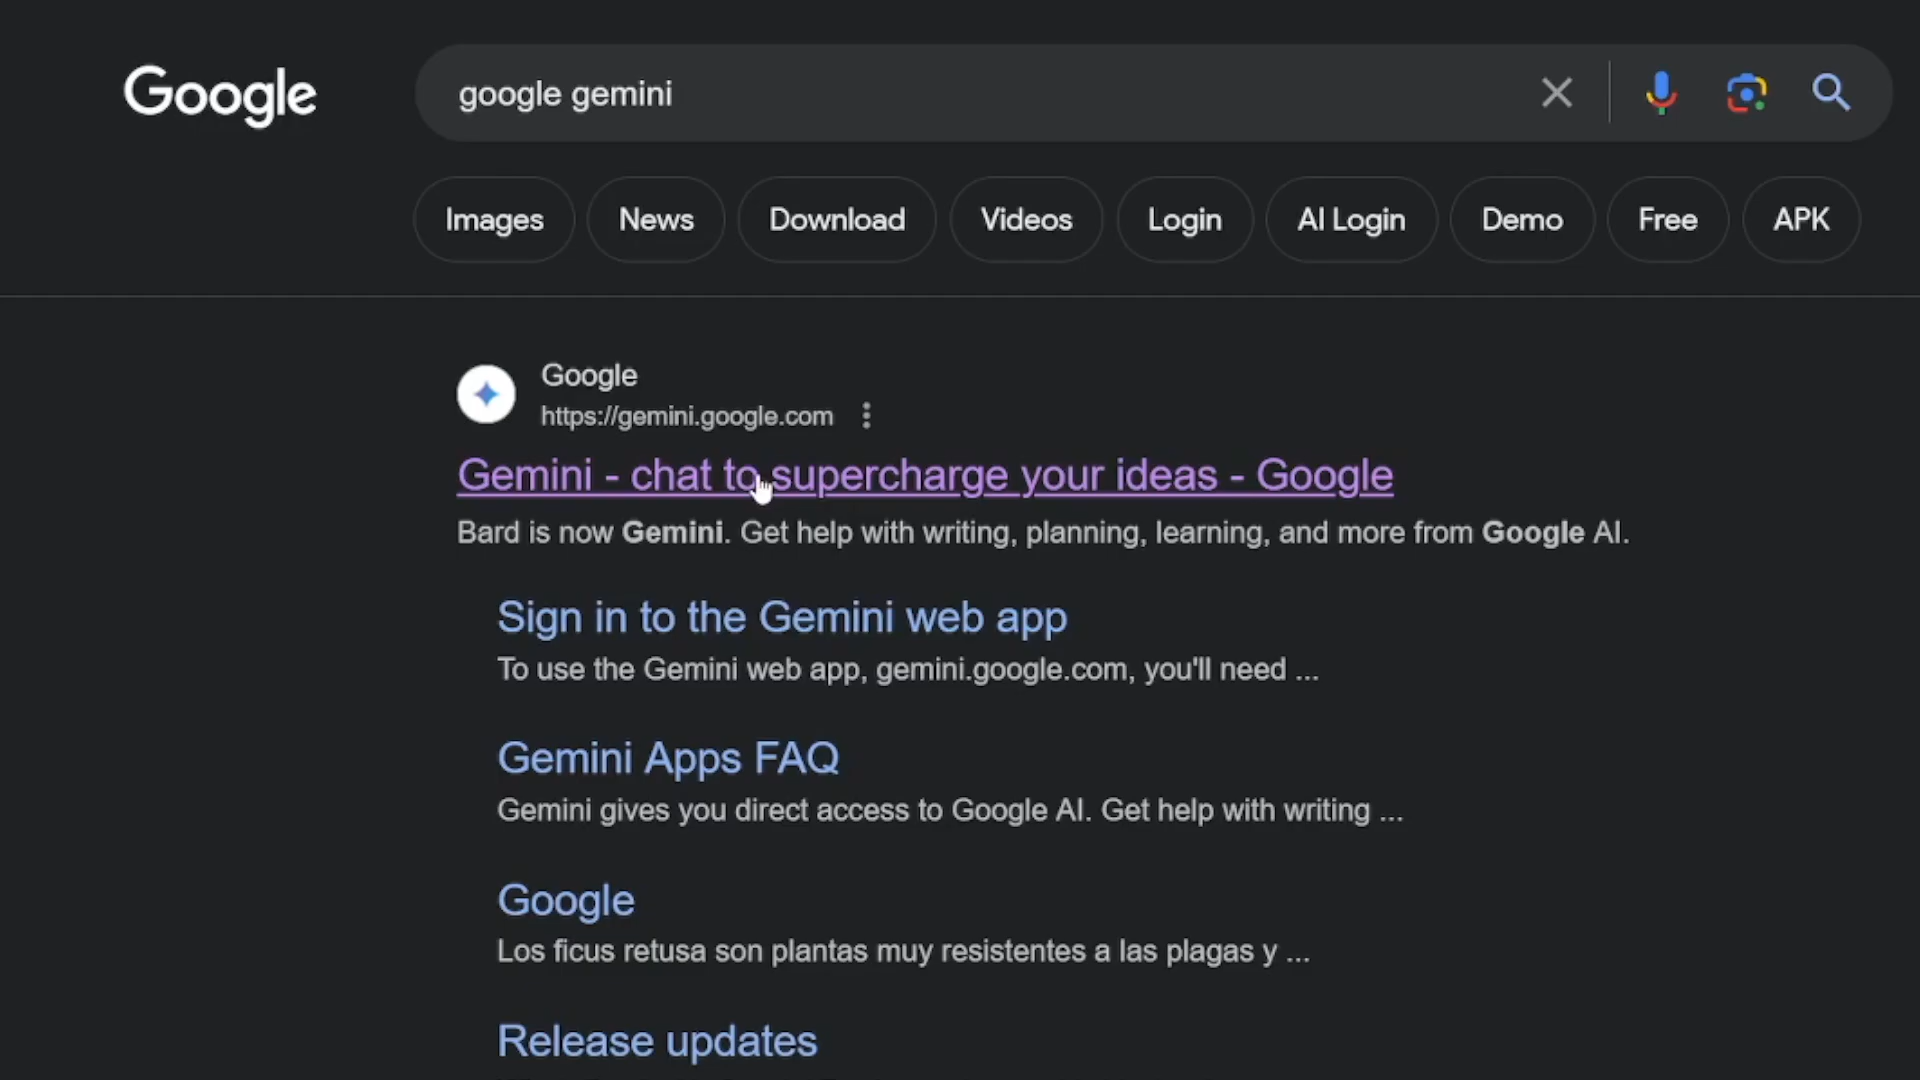 Google
google gemini
Images
News
Download
Videos
Login
AI Login
Demo
Free
APK
Google
https://gemini.google.com
Gemini - chat to supercharge your ideas - Google
Bard is now Gemini. Get help with writing, planning, learning, and more from Google AI.
Sign in to the Gemini web app
To use the Gemini web app, gemini.google.com, you'll need ...
Gemini Apps FAQ
Gemini gives you direct access to Google AI. Get help with writing ...
Google
Los ficus retusa son plantas muy resistentes a las plagas y ...
Release updates